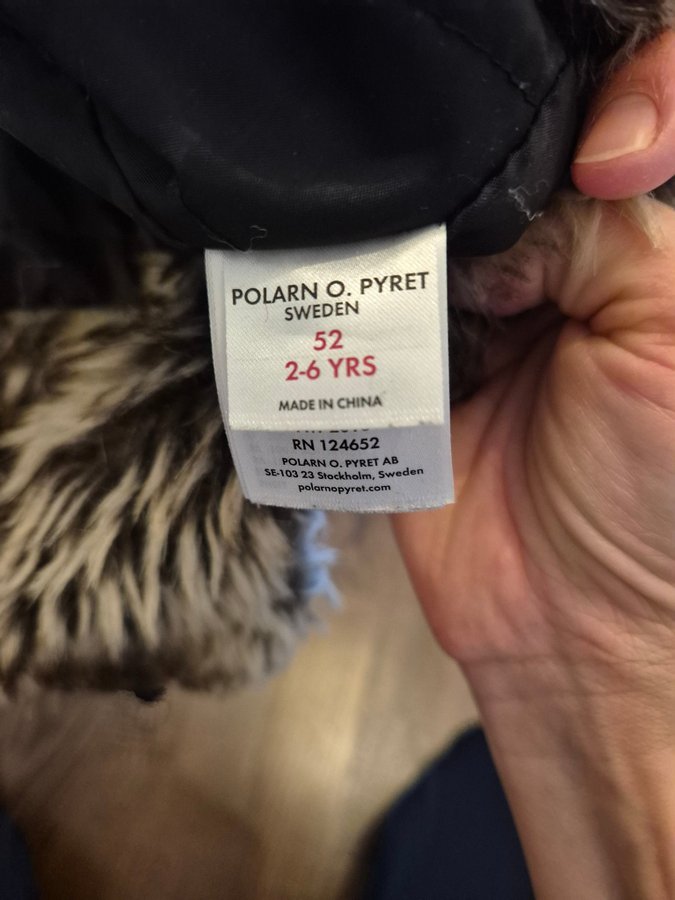 POLARN O. PYRET
SWEDEN
52
2-6 YRS
MADE IN CHINA
RN 124652
POLARN O. PYRET AB
SE-103 23 Stockholm, Sweden
polarnopyret.com